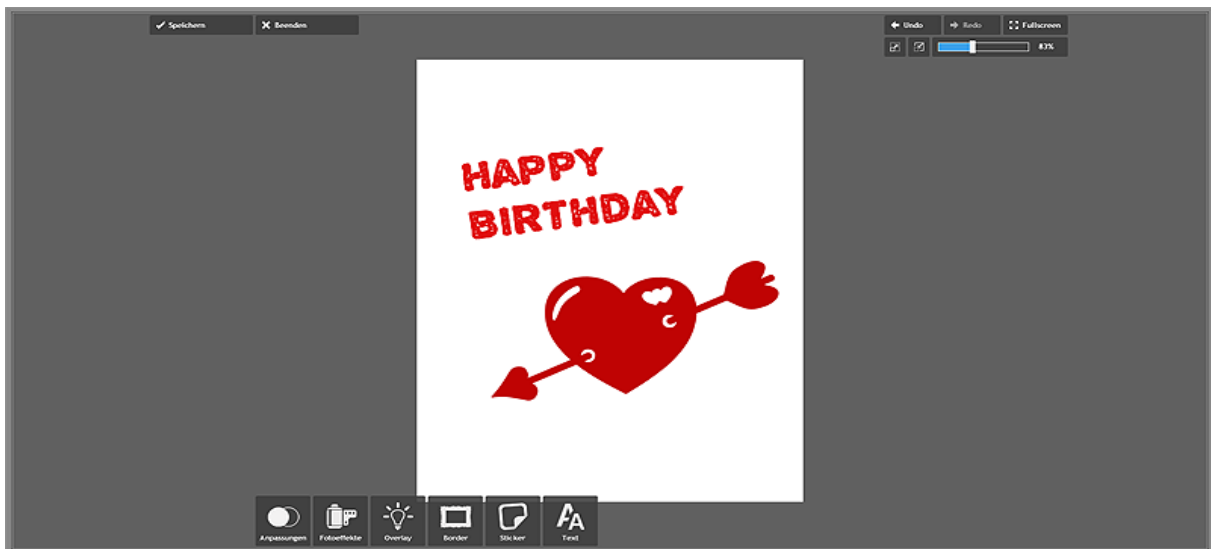 Speichern
Beenden
Undo
Redo
Fullscreen
83%
HAPPY
BIRTHDAY
Anpassungen
Fotoeffekte
Overlay
Border
Sticker
Text